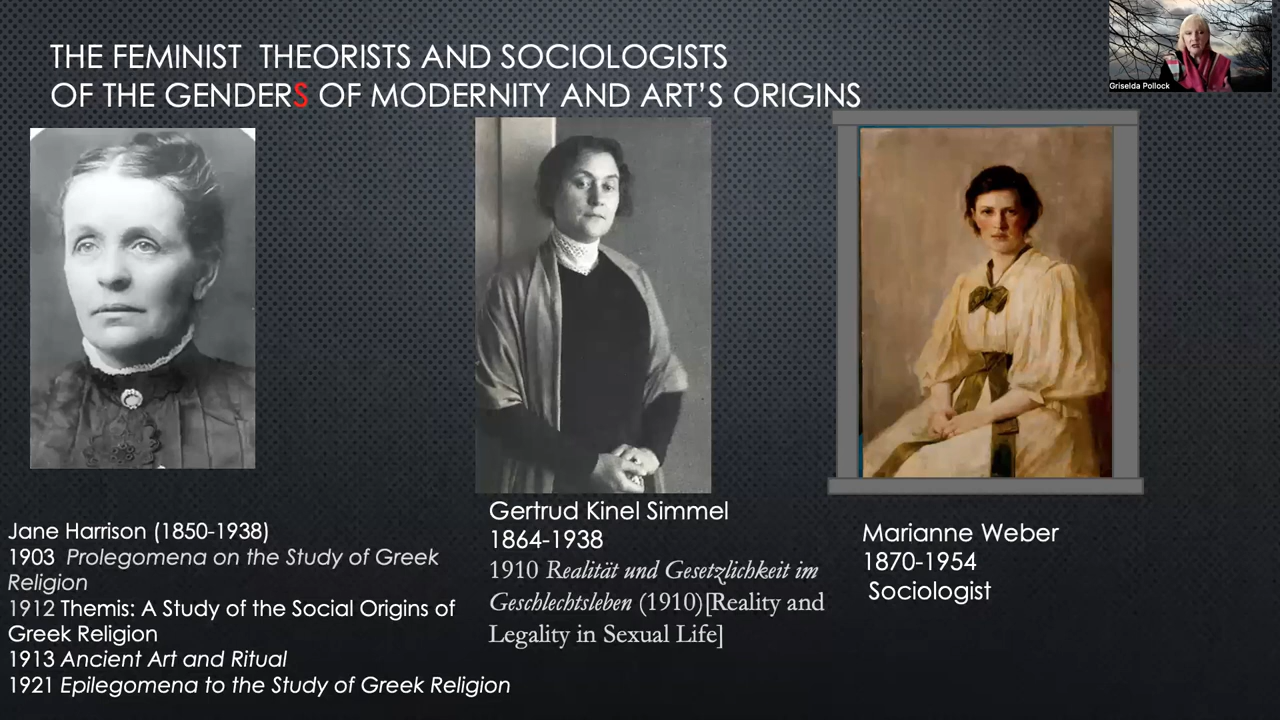 THE FEMINIST THEORISTS AND SOCIOLOGISTS
OF THE GENDERS OF MODERNITY AND ART'S ORIGINS
Griselda Pollock
Jane Harrison (1850-1938)
1903 Prolegomena on the Study of Greek
Religion
1912 Themis: A Study of the Social Origins of
Greek Religion
1913 Ancient Art and Ritual
1921 Epilegomena to the Study of Greek Religion
Gertrud Kinel Simmel
1864-1938
1910 Realität und Gesetzlichkeit im
Geschlechtsleben (1910)[Reality and
Legality in Sexual Life]
Marianne Weber
1870-1954
Sociologist